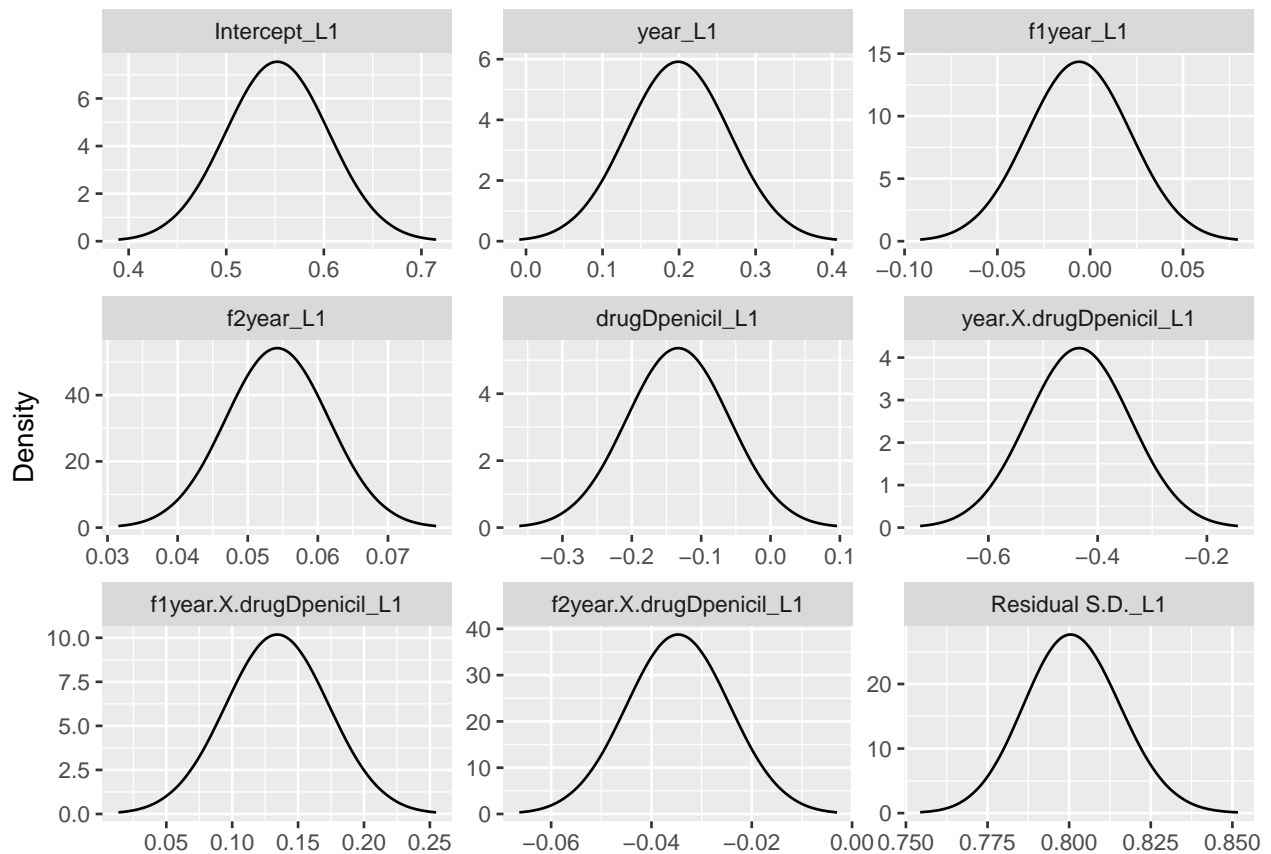 Density
Intercept_L1
year_L1
f1year_L1
6
4
2
0
0.4 0.5 0.6 0.7
6
4
2
0
0.0 0.1 0.2 0.3 0.4
15
10
5
0
−0.10 −0.05 0.00 0.05
f2year_L1
drugDpenicil_L1
year.X.drugDpenicil_L1
40
20
0
0.03 0.04 0.05 0.06 0.07
4
2
0
−0.3 −0.2 −0.1 0.0 0.1
4
3
2
1
0
−0.6 −0.4 −0.2
f1year.X.drugDpenicil_L1
f2year.X.drugDpenicil_L1
Residual S.D._L1
10.0
7.5
5.0
2.5
0.0
0.05 0.10 0.15 0.20 0.25
40
30
20
10
0
−0.06 −0.04 −0.02 0.00
20
10
0
0.750 0.775 0.800 0.825 0.850